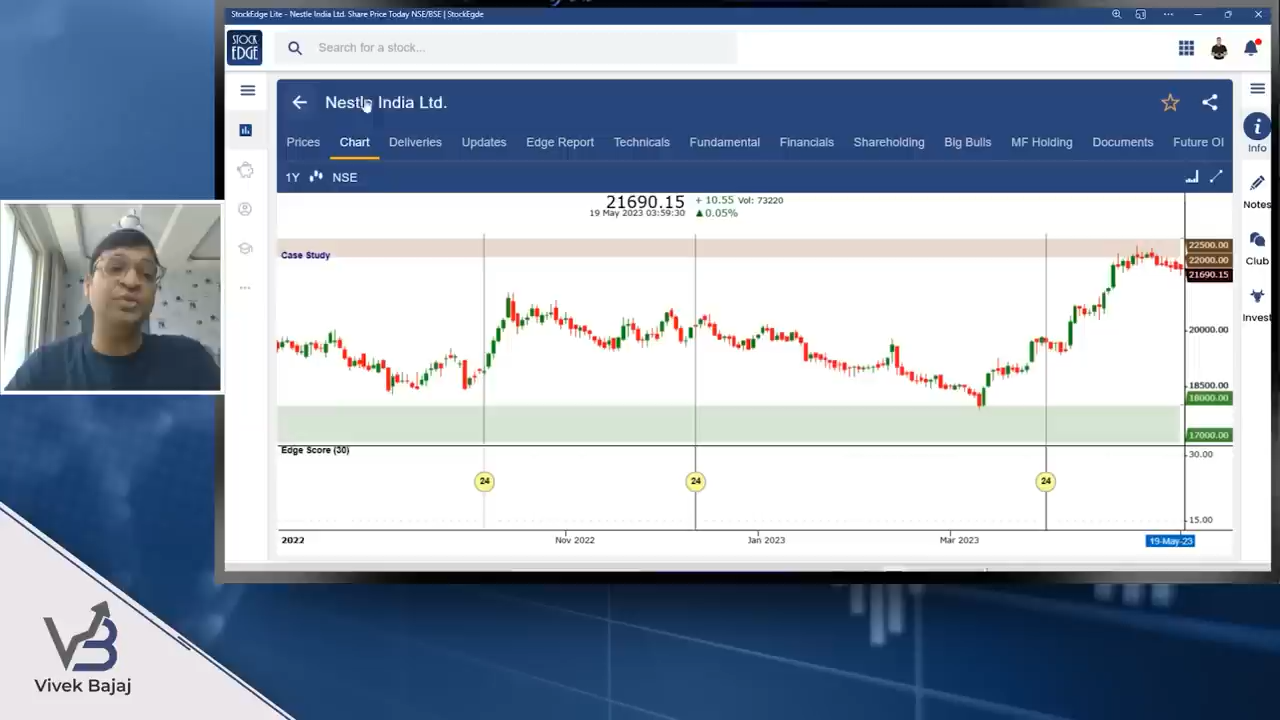 StockEdge Lite - Nestle India Ltd. Share Price Today NSE/BSE | StockEgde
STOCK
EDGE
Search for a stock...
Nestle India Ltd.
Prices Chart Deliveries Updates Edge Report Technicals Fundamental Financials Shareholding Big Bulls MF Holding Documents Future OI
1Y NSE
21690.15 + 10.55 Vol: 73220
19 May 2023 03:59:30 ▲0.05%
Case Study
22500.00
22000.00
21690.15
20000.00
18500.00
18000.00
17000.00
Edge Score (30)
30.00
24 24 24
15.00
2022 Nov 2022 Jan 2023 Mar 2023 19-May-23
i
Info
Notes
Club
Invest
VB
Vivek Bajaj